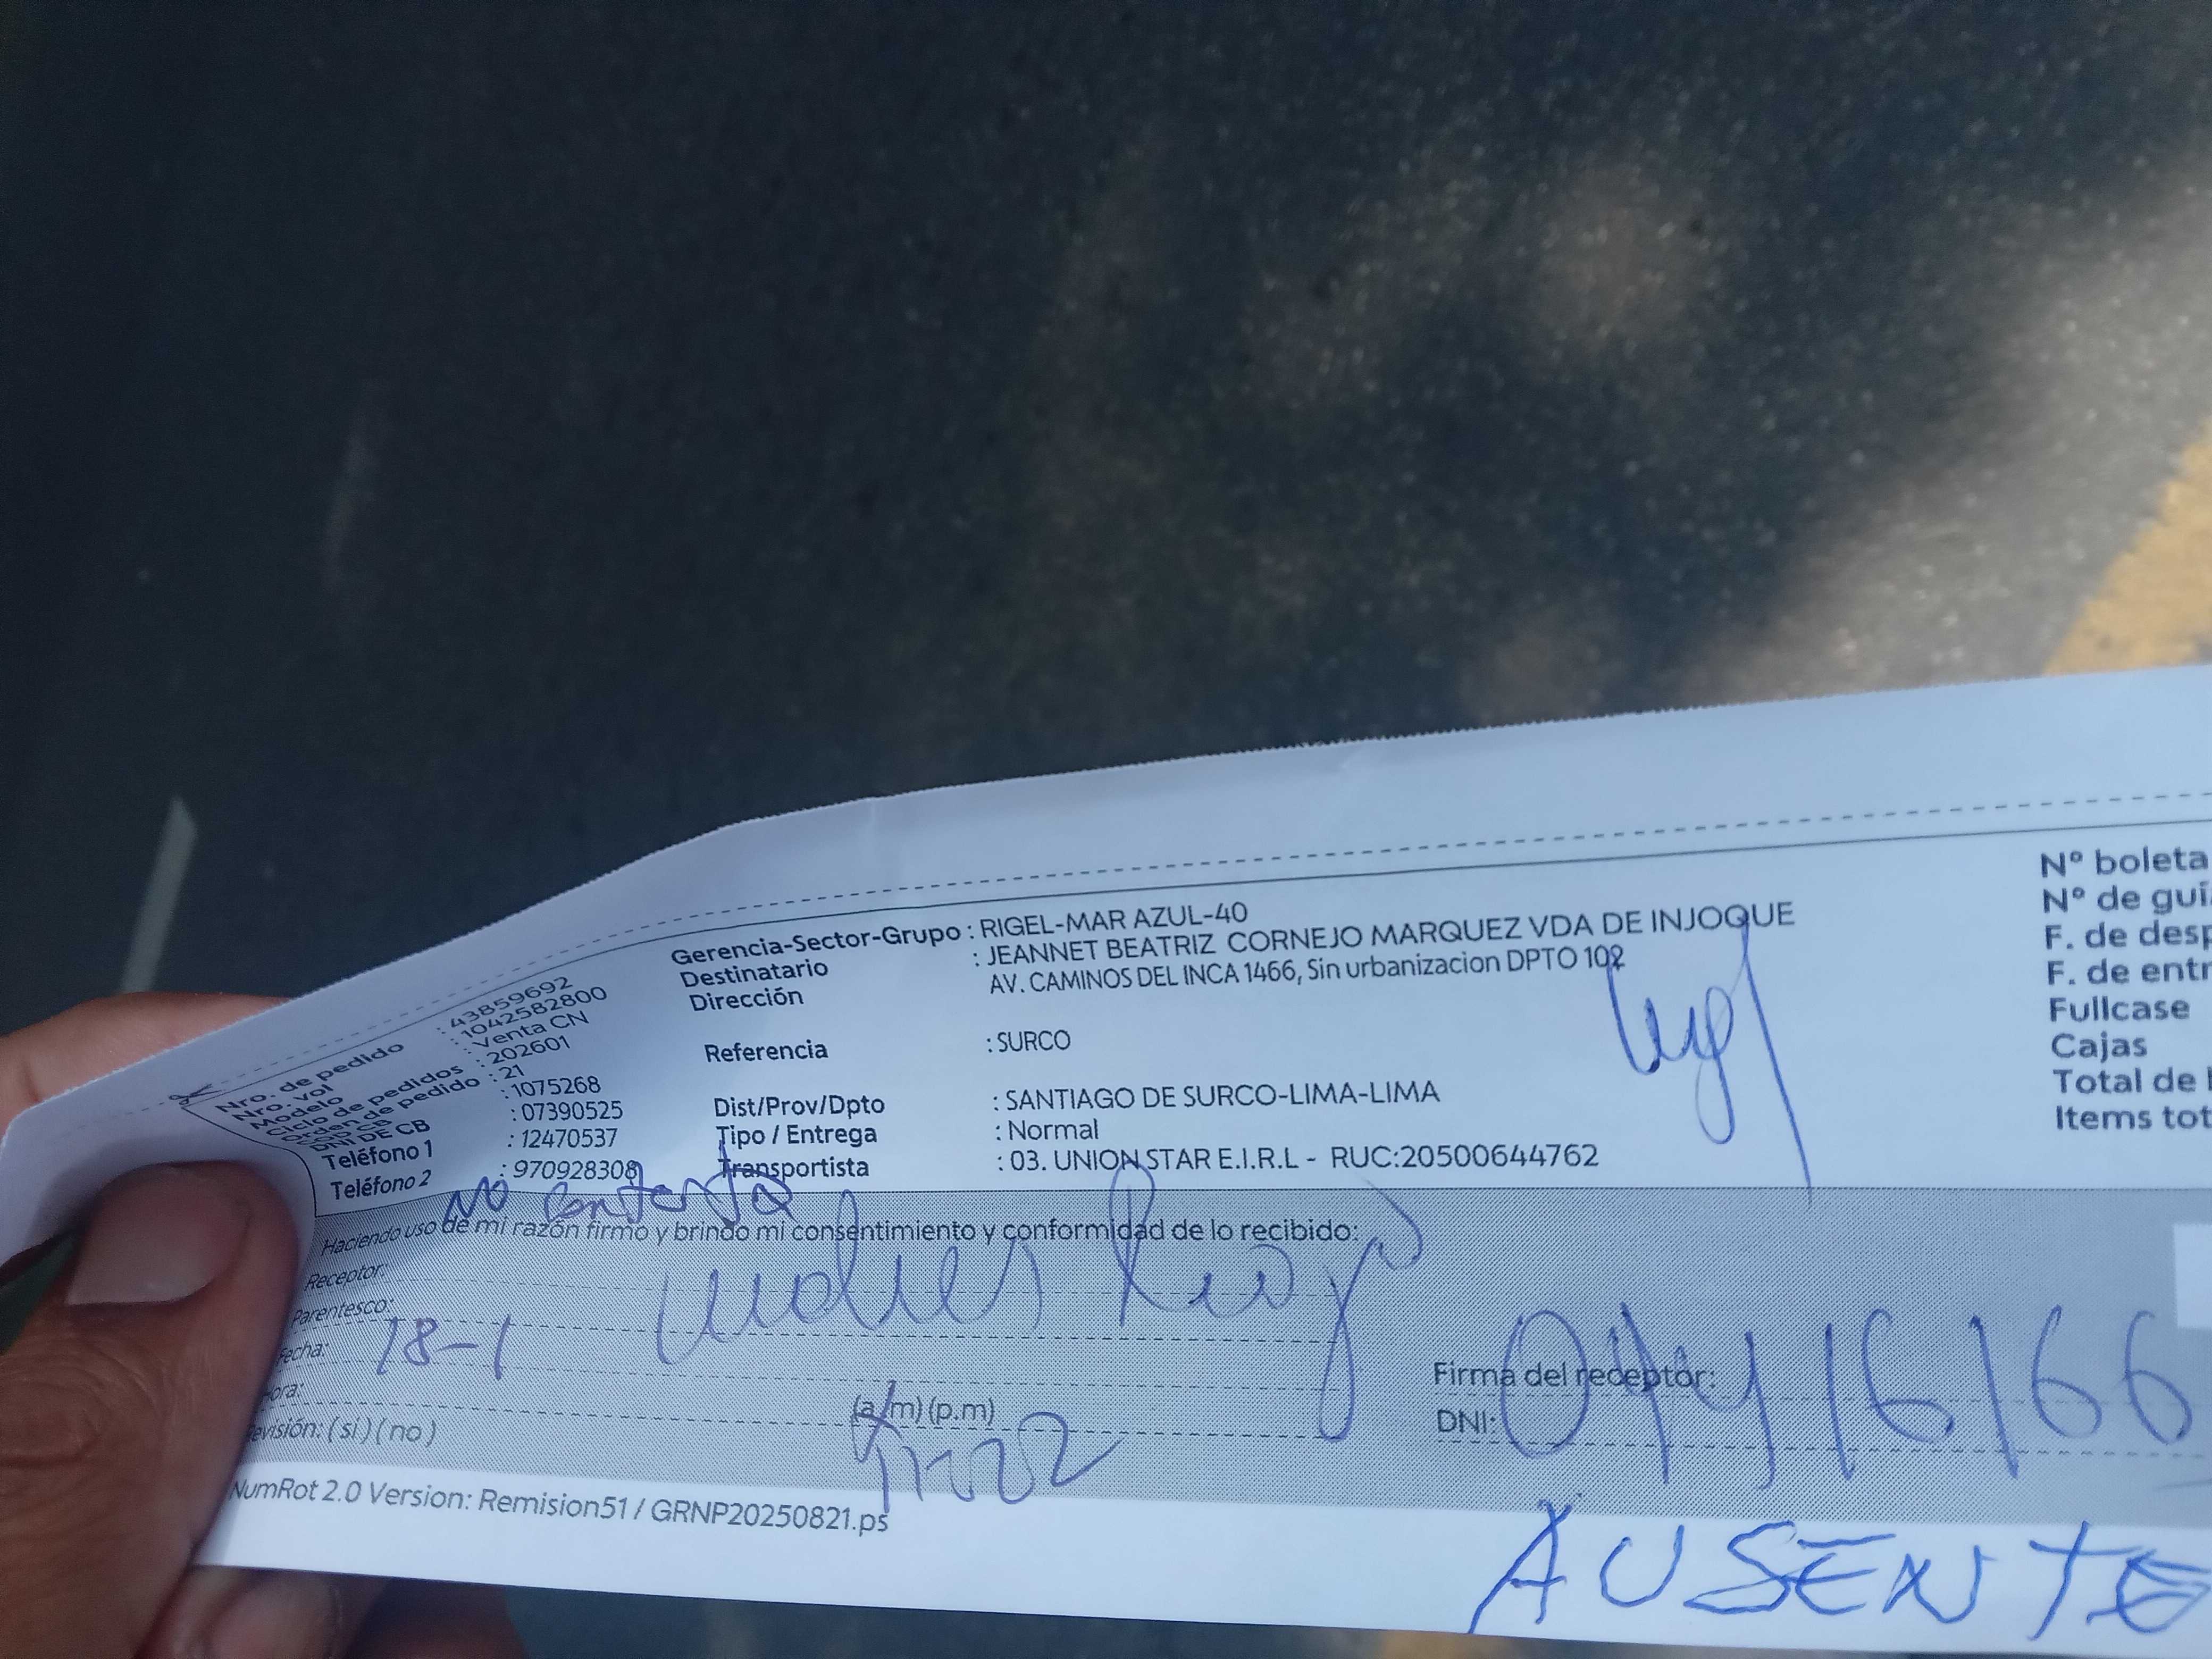 Nro. de pedido : 43859692
Nro. vol : 1042582800
Modelo : Venta CN
Ciclo de pedidos : 202601
Orden de pedido : 21
: 1075268
DNI DE CB : 07390525
Teléfono 1 : 12470537
Teléfono 2 : 970928308
Gerencia-Sector-Grupo : RIGEL-MAR AZUL-40
Destinatario : JEANNET BEATRIZ CORNEJO MARQUEZ VDA DE INJOQUE
Dirección AV. CAMINOS DEL INCA 1466, Sin urbanizacion DPTO 102
Referencia : SURCO
Dist/Prov/Dpto : SANTIAGO DE SURCO-LIMA-LIMA
Tipo / Entrega : Normal
Transportista : 03. UNION STAR E.I.R.L - RUC:20500644762
Nº boleta
Nº de guí
F. de desp
F. de entr
Fullcase
Cajas
Total de
Items tot
No contesta
Haciendo uso de mi razón firmo y brindo mi consentimiento y conformidad de lo recibido:
Receptor:
Parentesco:
Fecha: 18-1
Hora: (a/m) (p.m)
Revisión: ( si ) ( no )
Firma del receptor:
DNI:
NumRot 2.0 Version: Remision51 / GRNP20250821.ps
AUSENTE